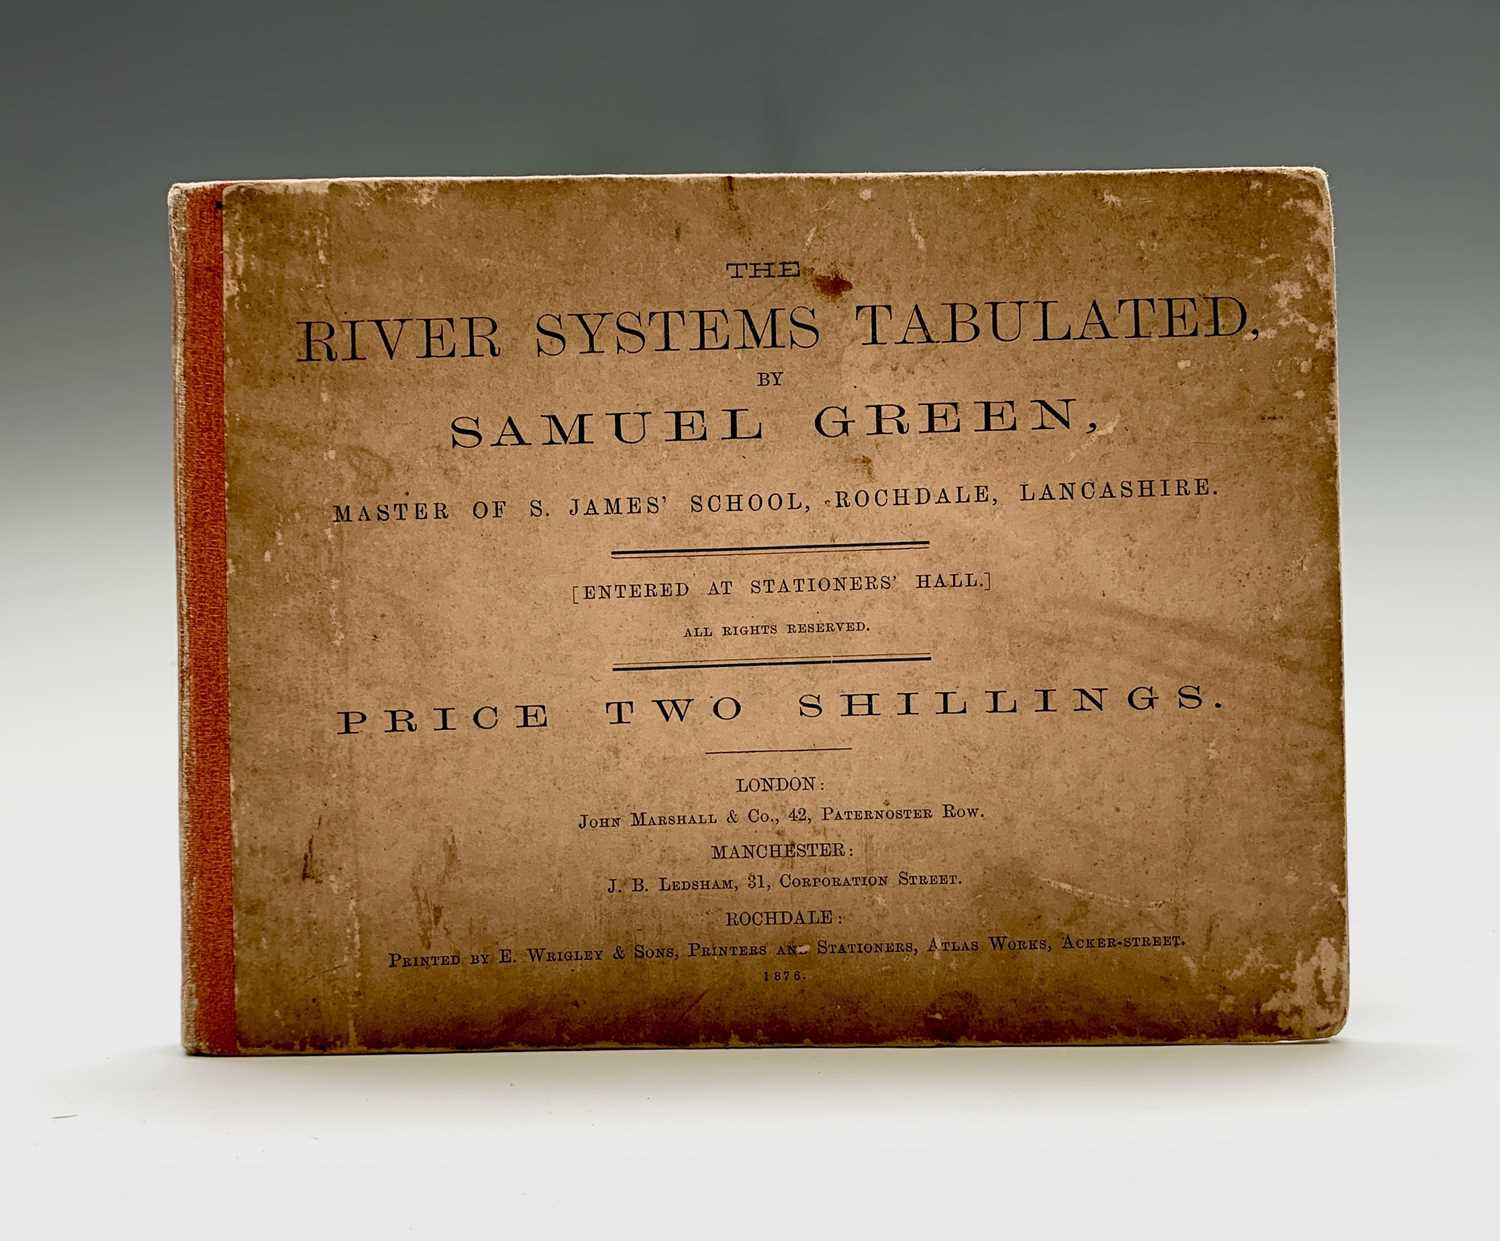 THE
RIVER SYSTEMS TABULATED,
BY
SAMUEL GREEN,
MASTER OF S. JAMES' SCHOOL, ROCHDALE, LANCASHIRE.
[ENTERED AT STATIONERS' HALL.]
ALL RIGHTS RESERVED.
PRICE TWO SHILLINGS.
LONDON:
JOHN MARSHALL & CO., 42, PATERNOSTER ROW.
MANCHESTER:
J. B. LEDSHAM, 31, CORPORATION STREET.
ROCHDALE:
PRINTED BY E. WRIGLEY & SONS, PRINTERS AND STATIONERS, ATLAS WORKS, ACKER-STREET.
1876.